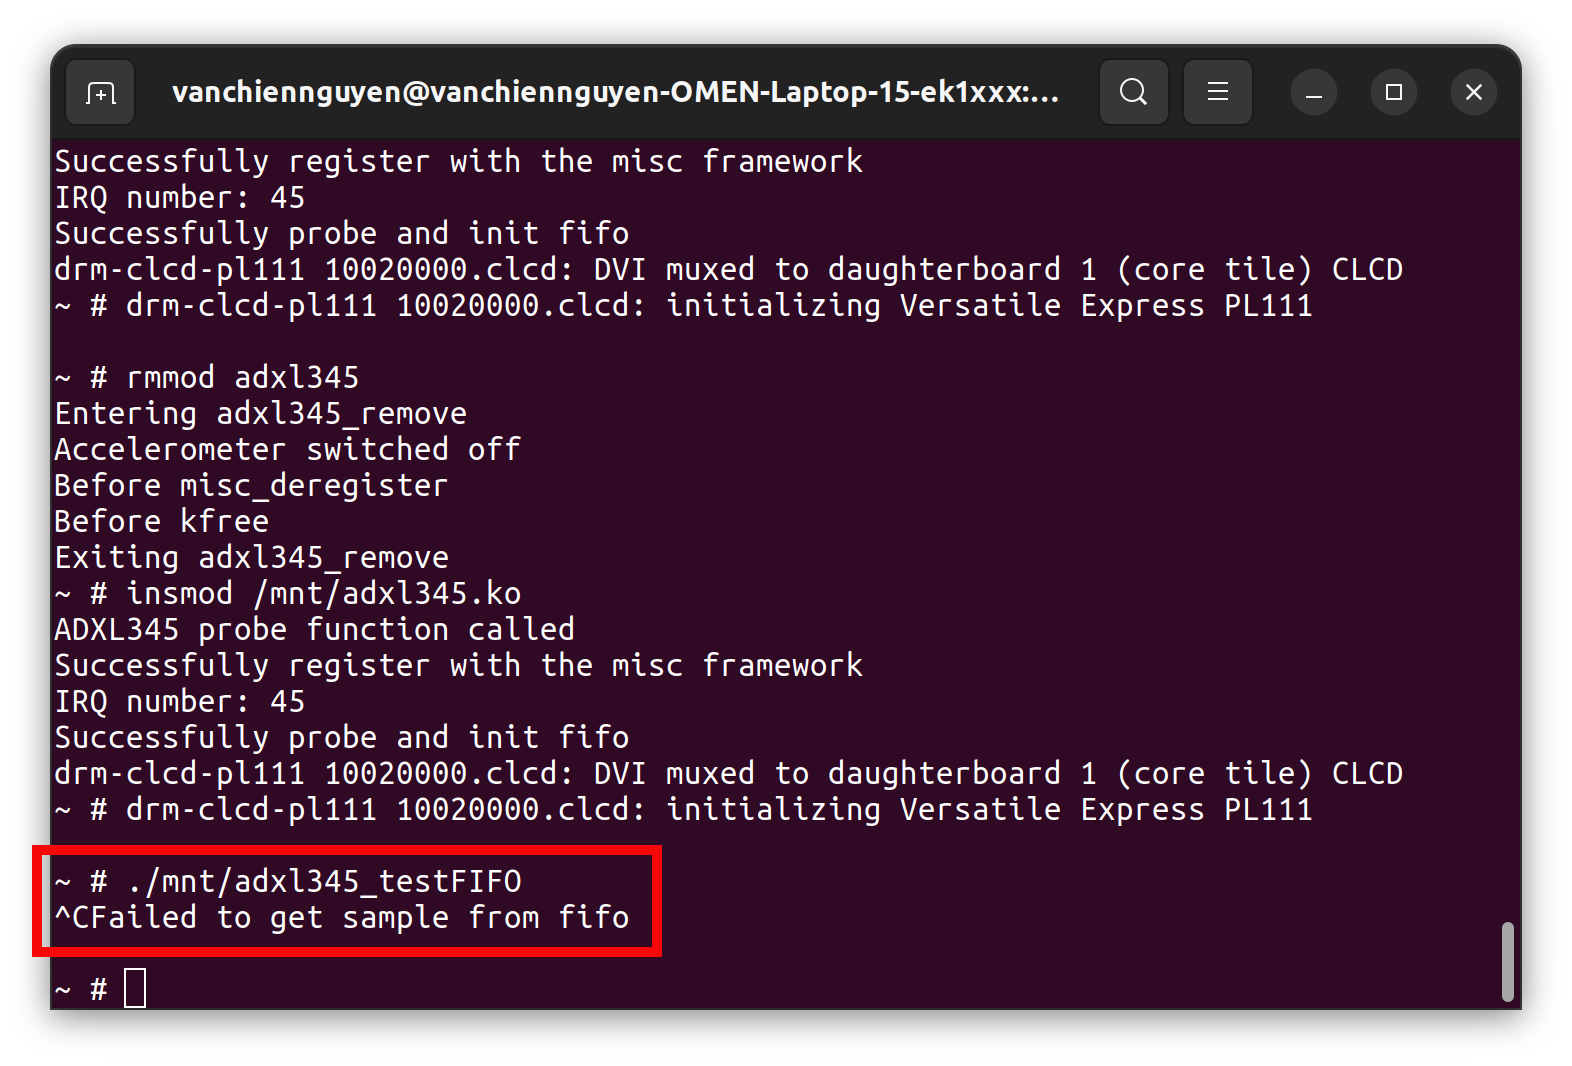 vanchiennguyen@vanchiennguyen-OMEN-Laptop-15-ek1xxx:...
Successfully register with the misc framework
IRQ number: 45
Successfully probe and init fifo
drm-clcd-pl111 10020000.clcd: DVI muxed to daughterboard 1 (core tile) CLCD
~ # drm-clcd-pl111 10020000.clcd: initializing Versatile Express PL111
~ # rmmod adxl345
Entering adxl345_remove
Accelerometer switched off
Before misc_deregister
Before kfree
Exiting adxl345_remove
~ # insmod /mnt/adxl345.ko
ADXL345 probe function called
Successfully register with the misc framework
IRQ number: 45
Successfully probe and init fifo
drm-clcd-pl111 10020000.clcd: DVI muxed to daughterboard 1 (core tile) CLCD
~ # drm-clcd-pl111 10020000.clcd: initializing Versatile Express PL111
~ # ./mnt/adxl345_testFIFO
^CFailed to get sample from fifo
~ #